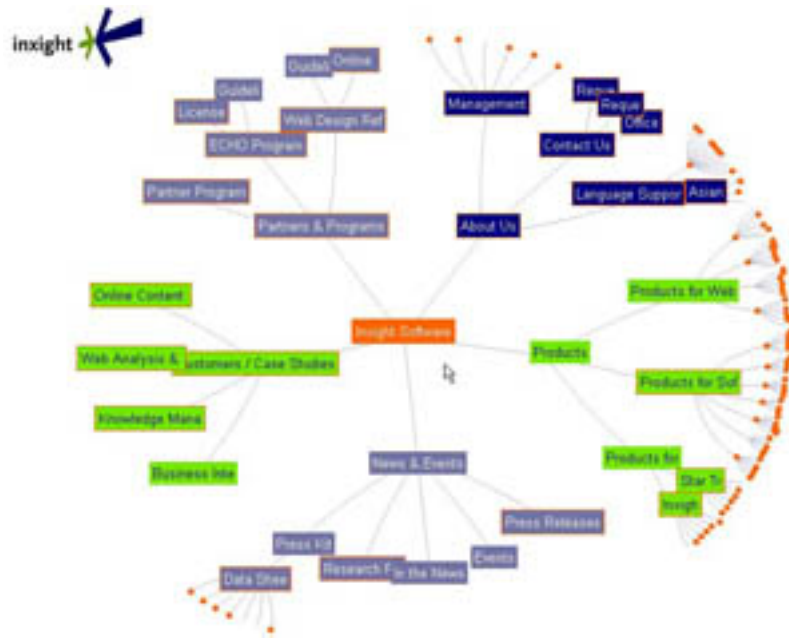 inxight
Guideli
Online
Guideli
License
Web Design Ref
ECHO Program
Partner Program
Partners & Programs
Management
Reque
Reque
Office
Contact Us
Language Suppor
Asian
About Us
Online Content
Web Analysis &
Customers / Case Studies
Knowledge Mana
Business Inte
Inxight Software
Products for Web
Products
Products for Sof
Products for
Star Tr
Inxigh
News & Events
Press Releases
Press Kit
Events
Research
In the News
Data Shee